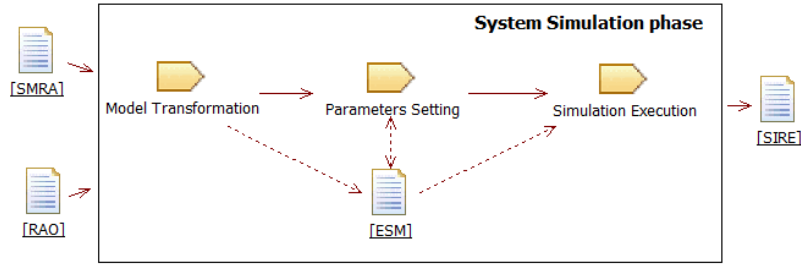 System Simulation phase
[SMRA]
Model Transformation
Parameters Setting
Simulation Execution
[SIRE]
[RAO]
[ESM]